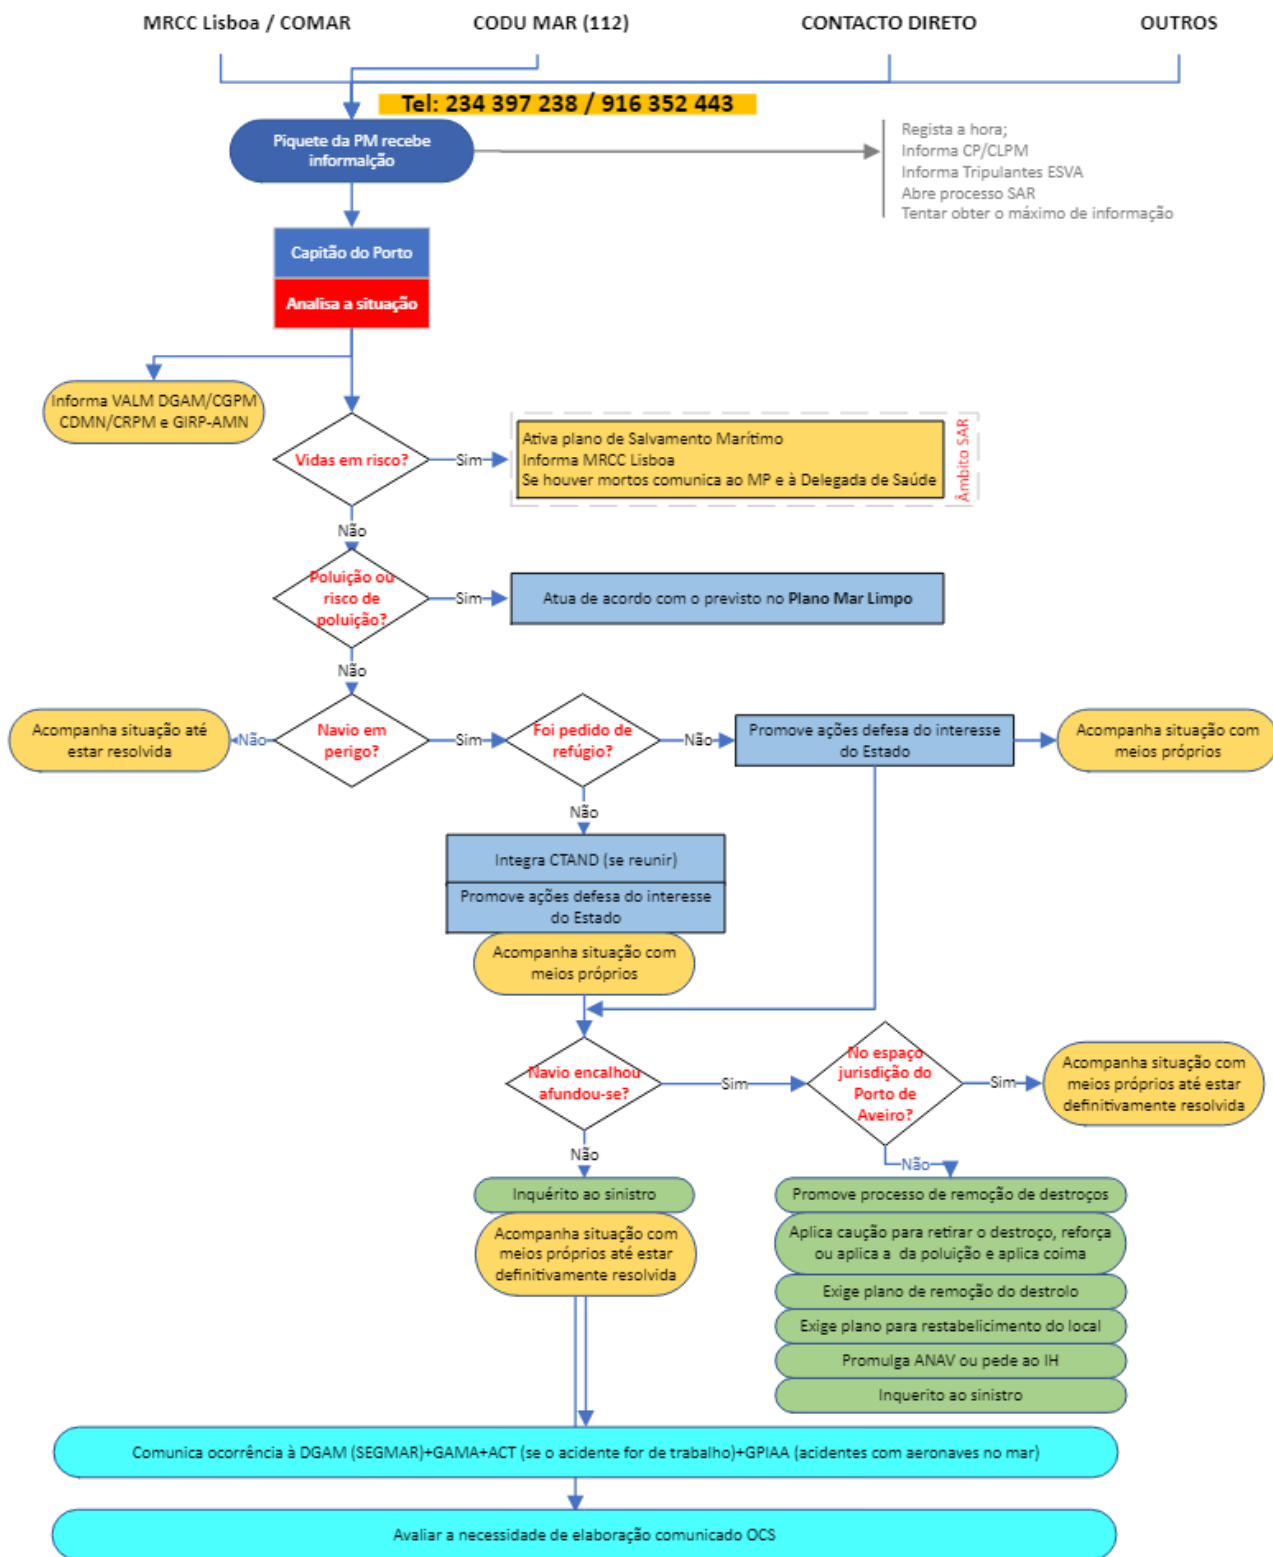 MRCC Lisboa / COMAR
CODU MAR (112)
CONTACTO DIRETO
OUTROS
Tel: 234 397 238 / 916 352 443
Piquete da PM recebe
informalção
Regista a hora;
Informa CP/CLPM
Informa Tripulantes ESVA
Abre processo SAR
Tentar obter o máximo de informação
Capitão do Porto
Analisa a situação
Informa VALM DGAM/CGPM
CDMN/CRPM e GIRP-AMN
Vidas em risco?
Sim
Ativa plano de Salvamento Marítimo
Informa MRCC Lisboa
Se houver mortos comunica ao MP e à Delegada de Saúde
Âmbito SAR
Não
Poluição ou
risco de
poluição?
Sim
Atua de acordo com o previsto no Plano Mar Limpo
Não
Acompanha situação até
estar resolvida
Não
Navio em
perigo?
Sim
Foi pedido de
refúgio?
Não
Promove ações defesa do interesse
do Estado
Acompanha situação com
meios próprios
Não
Integra CTAND (se reunir)
Promove ações defesa do interesse
do Estado
Acompanha situação com
meios próprios
Navio encalhou
afundou-se?
Sim
No espaço
jurisdição do
Porto de
Aveiro?
Sim
Acompanha situação com
meios próprios até estar
definitivamente resolvida
Não
Não
Inquérito ao sinistro
Acompanha situação com
meios próprios até estar
definitivamente resolvida
Promove processo de remoção de destroços
Aplica caução para retirar o destroço, reforça
ou aplica a  da poluição e aplica coima
Exige plano de remoção do destrolo
Exige plano para restabelicimento do local
Promulga ANAV ou pede ao IH
Inquerito ao sinistro
Comunica ocorrência à DGAM (SEGMAR)+GAMA+ACT (se o acidente for de trabalho)+GPIAA (acidentes com aeronaves no mar)
Avaliar a necessidade de elaboração comunicado OCS